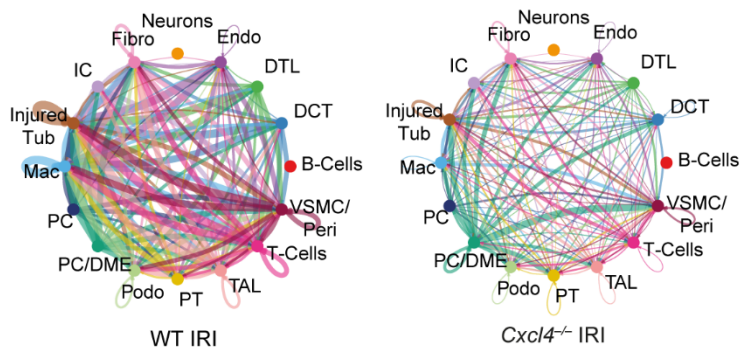 Neurons
Fibro
Endo
IC
DTL
Injured
Tub
DCT
Mac
B-Cells
PC
VSMC/
Peri
PC/DME
T-Cells
Podo
PT
TAL
WT IRI
Neurons
Fibro
Endo
IC
DTL
Injured
Tub
DCT
Mac
B-Cells
PC
VSMC/
Peri
PC/DME
T-Cells
Podo
PT
TAL
Cxcl4⁻/⁻ IRI